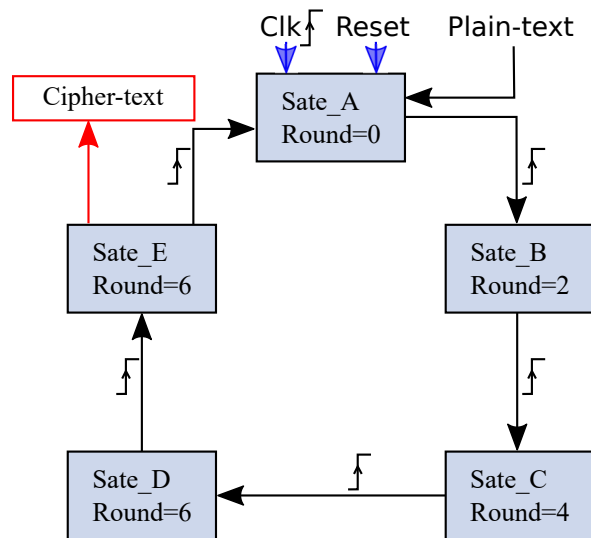 Clk
Reset
Plain-text
Cipher-text
Sate_A
Round=0
Sate_E
Round=6
Sate_B
Round=2
Sate_D
Round=6
Sate_C
Round=4